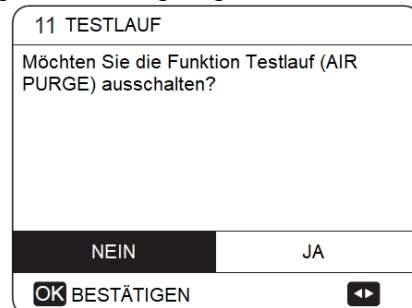 11 TESTLAUF
Möchten Sie die Funktion Testlauf (AIR
PURGE) ausschalten?
NEIN JA
OK BESTÄTIGEN